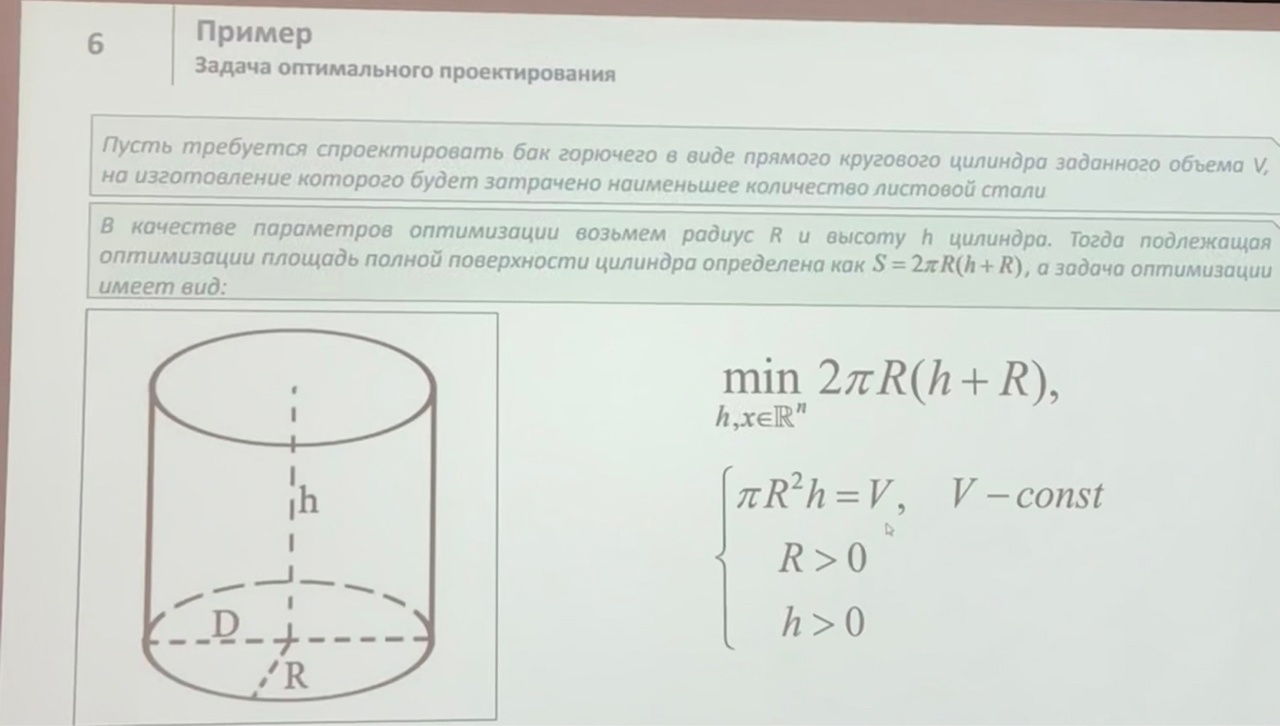 6
Пример
Задача оптимального проектирования
Пусть требуется спроектировать бак горючего в виде прямого кругового цилиндра заданного объема V,
на изготовление которого будет затрачено наименьшее количество листовой стали
В качестве параметров оптимизации возьмем радиус R и высоту h цилиндра. Тогда подлежащая
оптимизации площадь полной поверхности цилиндра определена как S = 2πR(h + R), а задача оптимизации
имеет вид:
h
D
R
min 2πR(h + R),
h,x∈ℝⁿ
πR²h = V, V – const
R > 0
h > 0